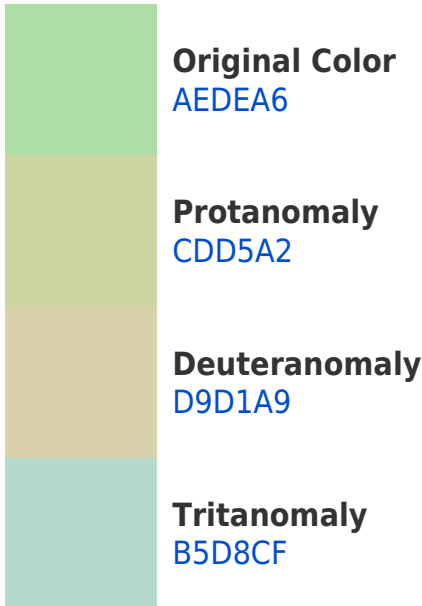 Original Color
AEDEA6
Protanomaly
CDD5A2
Deuteranomaly
D9D1A9
Tritanomaly
B5D8CF